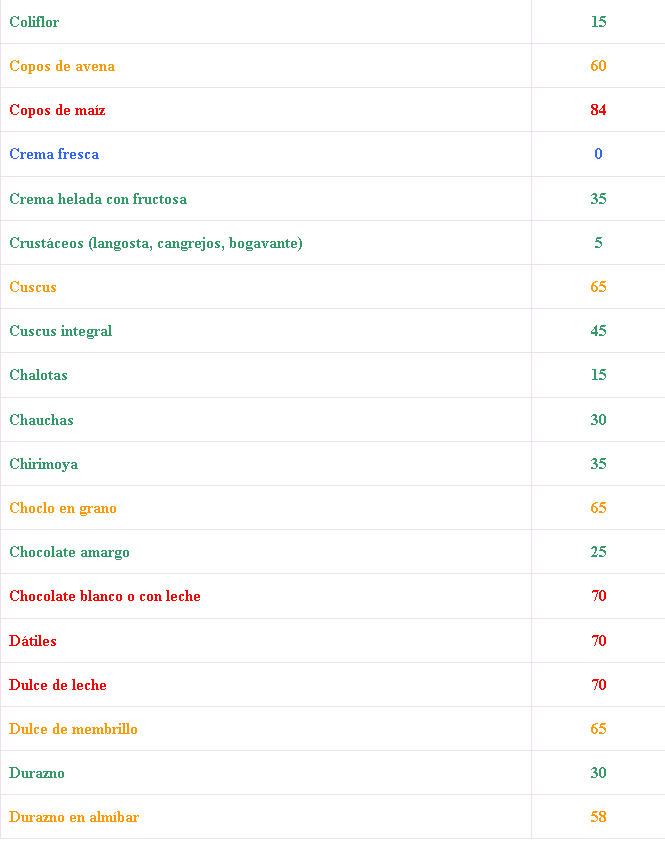 Coliflor 15
Copos de avena 60
Copos de maíz 84
Crema fresca 0
Crema helada con fructosa 35
Crustáceos (langosta, cangrejos, bogavante) 5
Cuscus 65
Cuscus integral 45
Chalotas 15
Chauchas 30
Chirimoya 35
Choclo en grano 65
Chocolate amargo 25
Chocolate blanco o con leche 70
Dátiles 70
Dulce de leche 70
Dulce de membrillo 65
Durazno 30
Durazno en almíbar 58